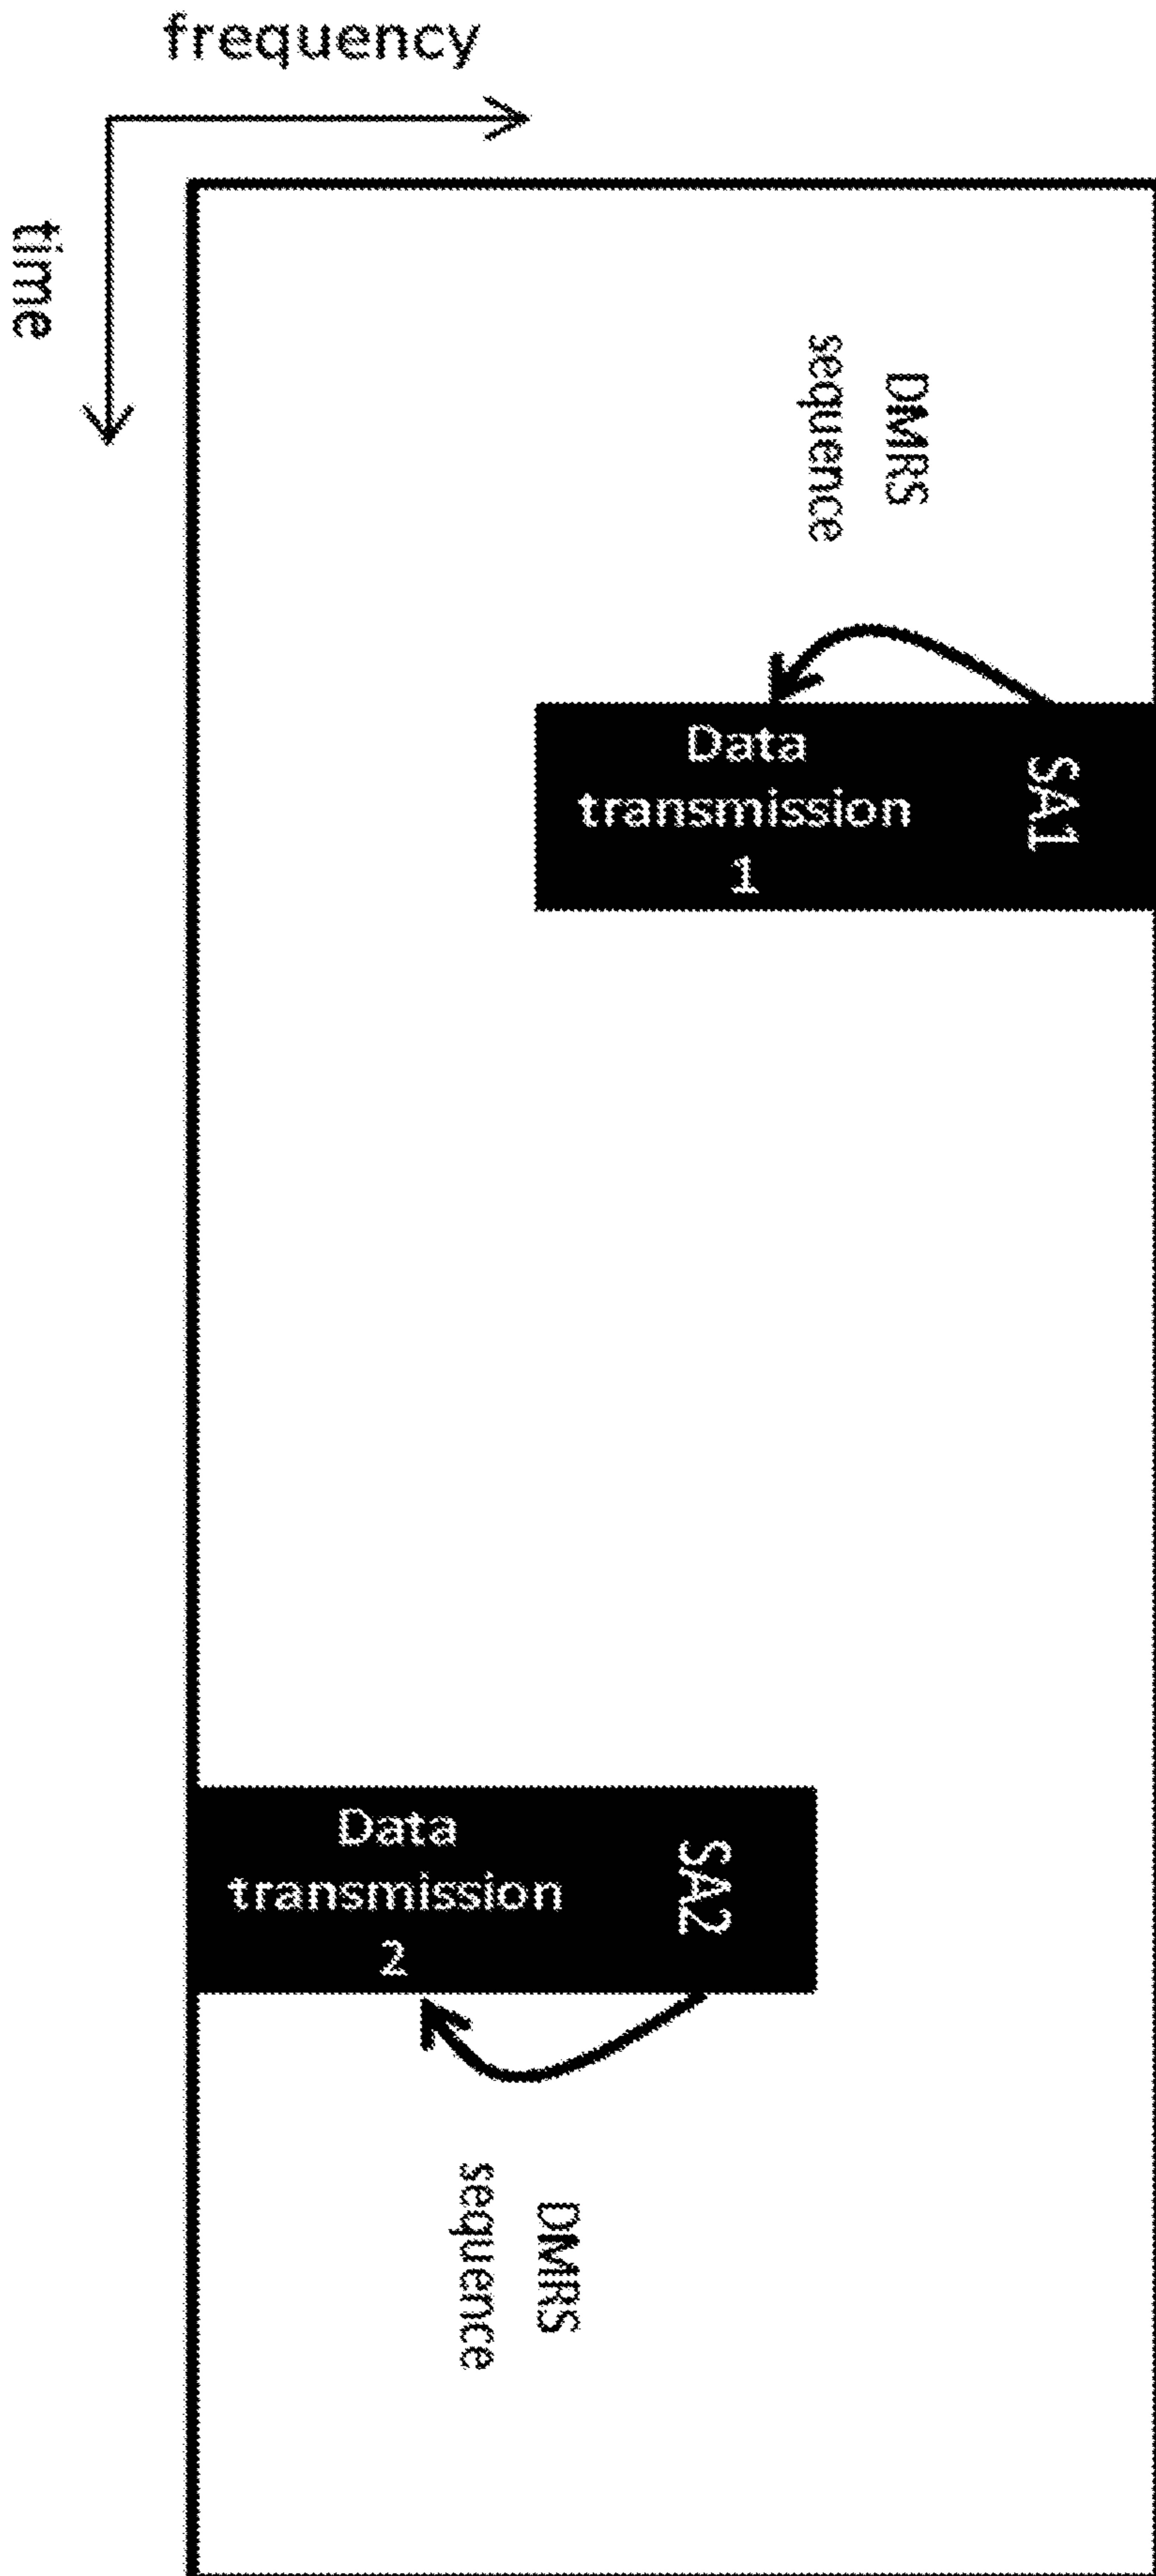 frequency
time
DMRS
sequence
Data
transmission
1
SA1
Data
transmission
2
SA2
DMRS
sequence